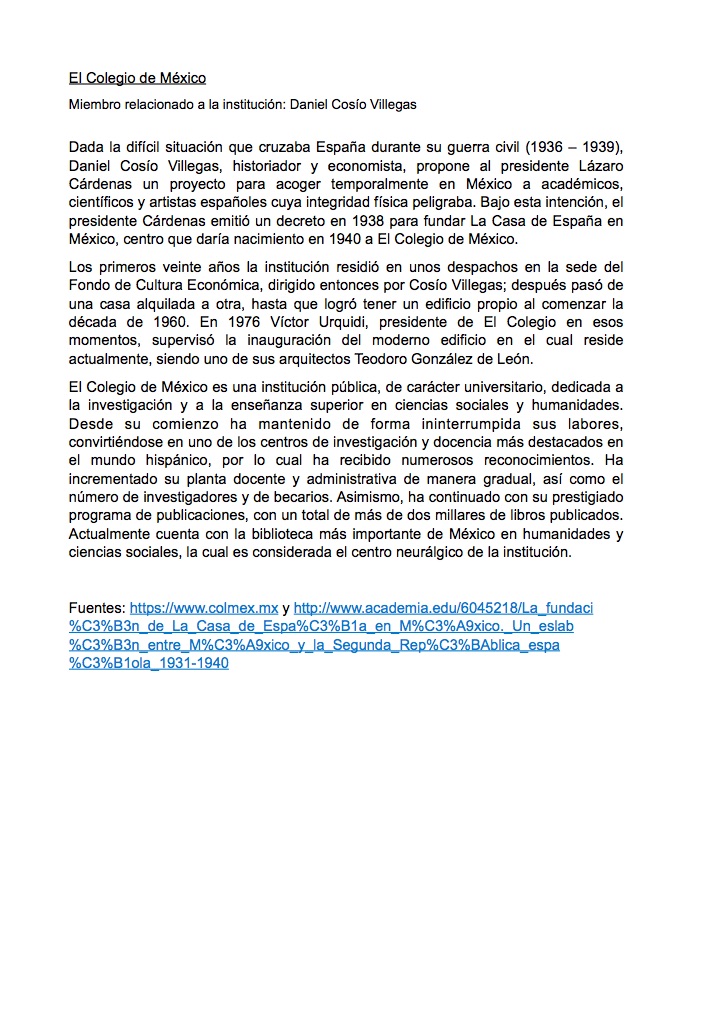 El Colegio de México
Miembro relacionado a la institución: Daniel Cosío Villegas
Dada la difícil situación que cruzaba España durante su guerra civil (1936 – 1939),
Daniel Cosío Villegas, historiador y economista, propone al presidente Lázaro
Cárdenas un proyecto para acoger temporalmente en México a académicos,
científicos y artistas españoles cuya integridad física peligraba. Bajo esta intención, el
presidente Cárdenas emitió un decreto en 1938 para fundar La Casa de España en
México, centro que daría nacimiento en 1940 a El Colegio de México.
Los primeros veinte años la institución residió en unos despachos en la sede del
Fondo de Cultura Económica, dirigido entonces por Cosío Villegas; después pasó de
una casa alquilada a otra, hasta que logró tener un edificio propio al comenzar la
década de 1960. En 1976 Víctor Urquidi, presidente de El Colegio en esos
momentos, supervisó la inauguración del moderno edificio en el cual reside
actualmente, siendo uno de sus arquitectos Teodoro González de León.
El Colegio de México es una institución pública, de carácter universitario, dedicada a
la investigación y a la enseñanza superior en ciencias sociales y humanidades.
Desde su comienzo ha mantenido de forma ininterrumpida sus labores,
convirtiéndose en uno de los centros de investigación y docencia más destacados en
el mundo hispánico, por lo cual ha recibido numerosos reconocimientos. Ha
incrementado su planta docente y administrativa de manera gradual, así como el
número de investigadores y de becarios. Asimismo, ha continuado con su prestigiado
programa de publicaciones, con un total de más de dos millares de libros publicados.
Actualmente cuenta con la biblioteca más importante de México en humanidades y
ciencias sociales, la cual es considerada el centro neurálgico de la institución.
Fuentes: https://www.colmex.mx y http://www.academia.edu/6045218/La_fundaci
%C3%B3n_de_La_Casa_de_Espa%C3%B1a_en_M%C3%A9xico._Un_eslab
%C3%B3n_entre_M%C3%A9xico_y_la_Segunda_Rep%C3%BAblica_espa
%C3%B1ola_1931-1940